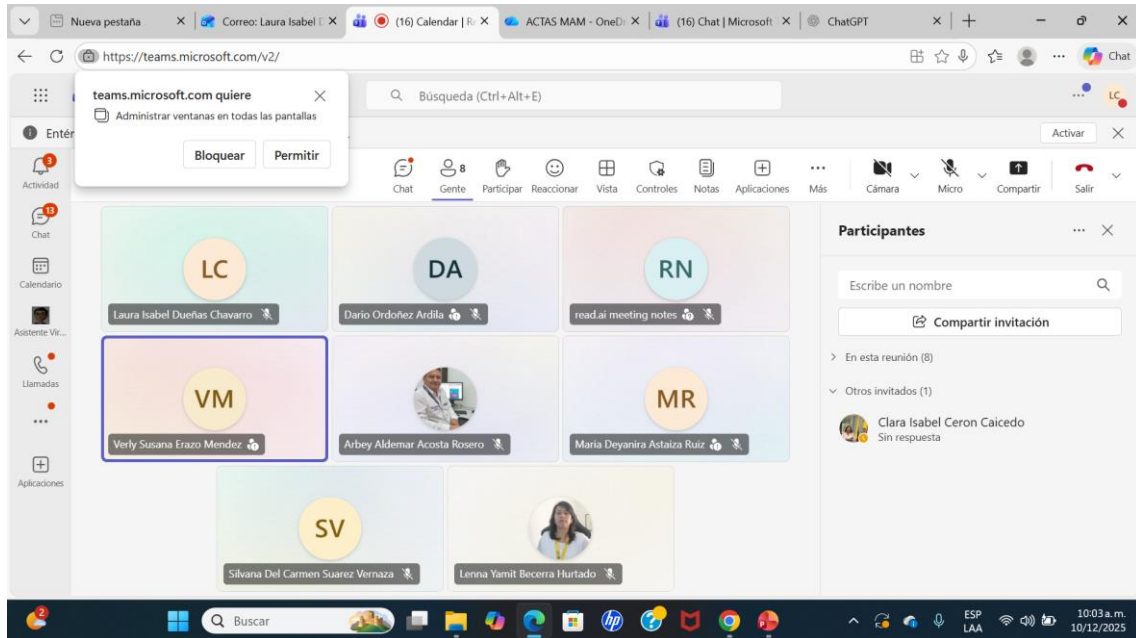 Nueva pestaña
Correo: Laura Isabel D
(16) Calendar | Re
ACTAS MAM - OneDr
(16) Chat | Microsoft
ChatGPT
https://teams.microsoft.com/v2/
Chat
teams.microsoft.com quiere
Administrar ventanas en todas las pantallas
Bloquear
Permitir
Búsqueda (Ctrl+Alt+E)
LC
Entér
Activar
3
Actividad
13
Chat
Calendario
Asistente Vir...
Llamadas
Aplicaciones
Chat
8
Gente
Participar
Reaccionar
Vista
Controles
Notas
Aplicaciones
Más
Cámara
Micro
Compartir
Salir
LC
Laura Isabel Dueñas Chavarro
DA
Dario Ordoñez Ardila
RN
read.ai meeting notes
VM
Verly Susana Erazo Mendez
Arbey Aldemar Acosta Rosero
MR
Maria Deyanira Astaiza Ruiz
SV
Silvana Del Carmen Suarez Vernaza
Lenna Yamit Becerra Hurtado
Participantes
Escribe un nombre
Compartir invitación
En esta reunión (8)
Otros invitados (1)
Clara Isabel Ceron Caicedo
Sin respuesta
2
Buscar
hp
ESP
LAA
10:03 a. m.
10/12/2025